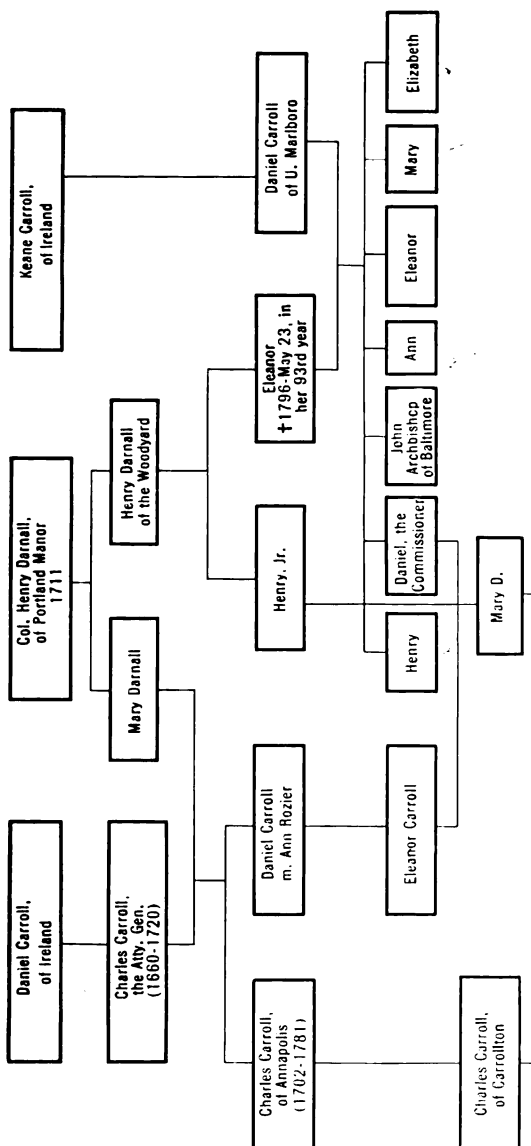 Daniel Carroll,
of Ireland
Col. Henry Darnall,
of Portland Manor
1711
Keane Carroll,
of Ireland
Charles Carroll,
the Atty. Gen.
(1660-1720)
Mary Darnall
Henry Darnall
of the Woodyard
Charles Carroll,
of Annapolis
(1702-1781)
Daniel Carroll
m. Ann Rozier
Henry, Jr.
Eleanor
†1796-May 23, in
her 93rd year
Daniel Carroll
of U. Marlboro
Eleanor Carroll
Henry
Daniel, the
Commissioner
John
Archbishop
of Baltimore
Ann
Eleanor
Mary
Elizabeth
Charles Carroll,
of Carrollton
Mary D.